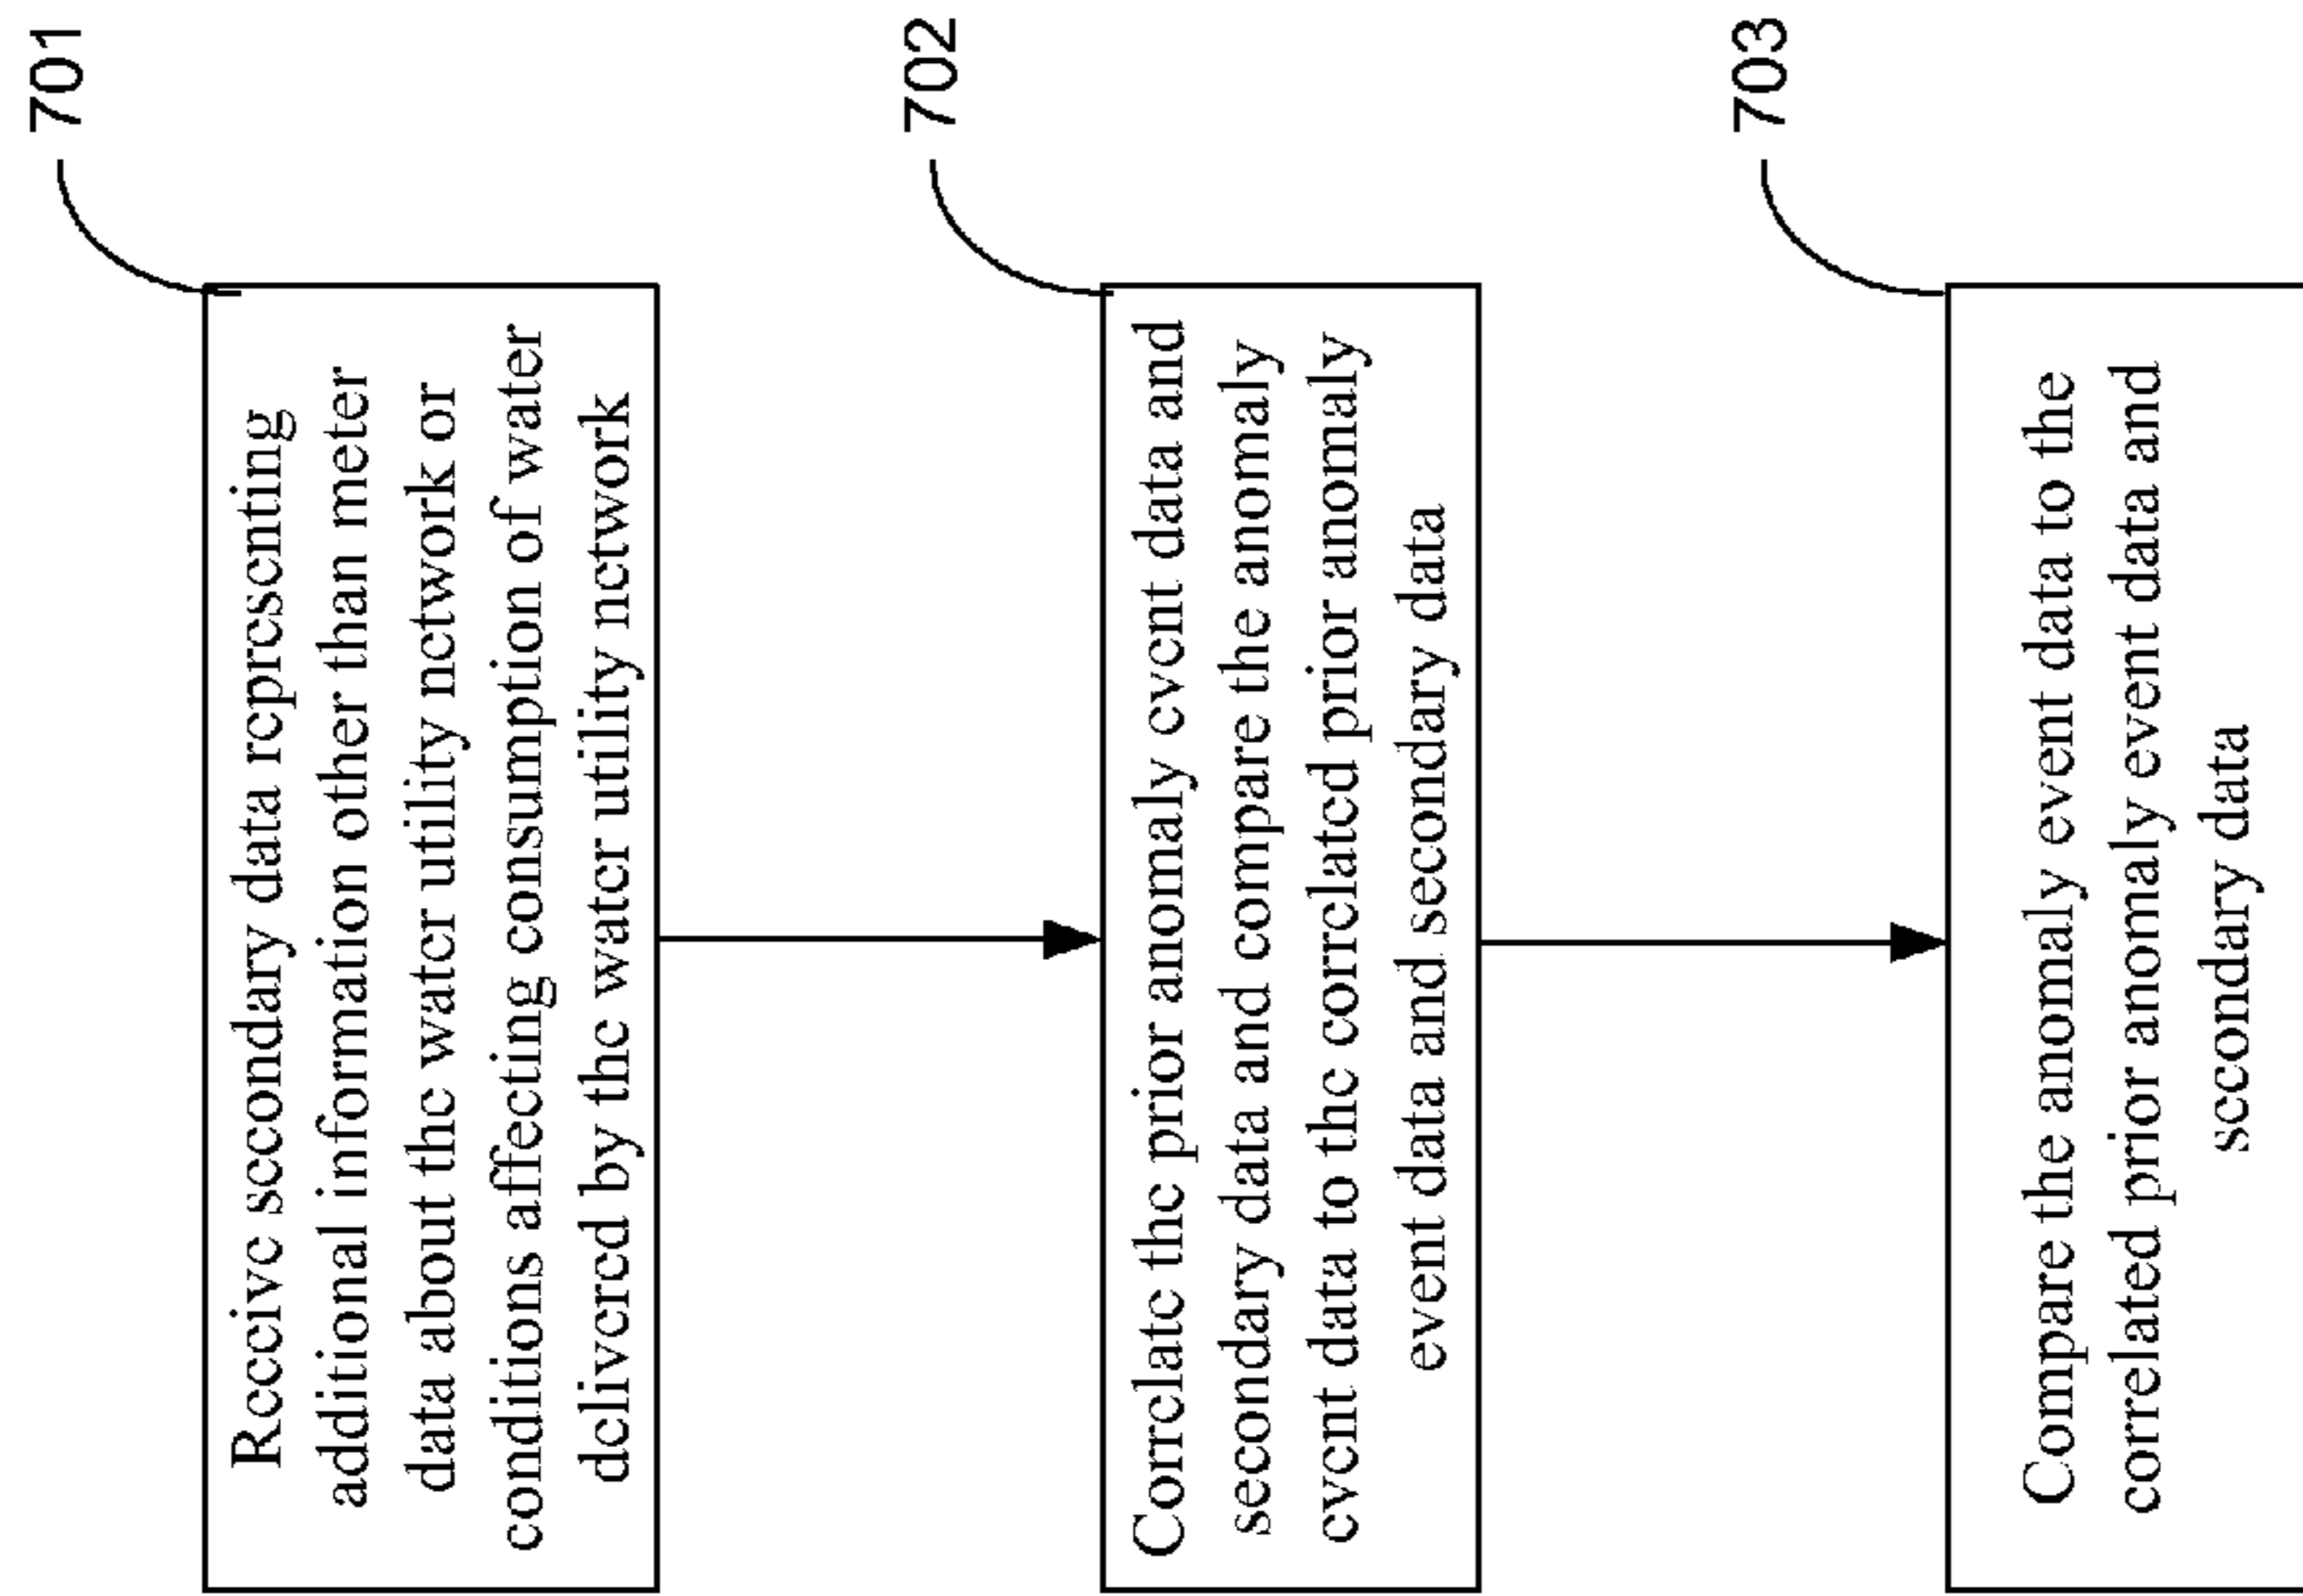 701
Receive secondary data representing
additional information other than meter
data about the water utility network or
conditions affecting consumption of water
delivered by the water utility network
702
Correlate the prior anomaly event data and
secondary data and compare the anomaly
event data to the correlated prior anomaly
event data and secondary data
703
Compare the anomaly event data to the
correlated prior anomaly event data and
secondary data